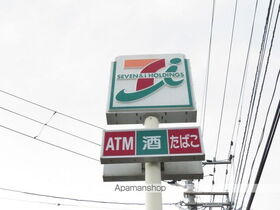 SEVEN&i HOLDINGS
ATM 酒 たばこ
Apamanshop